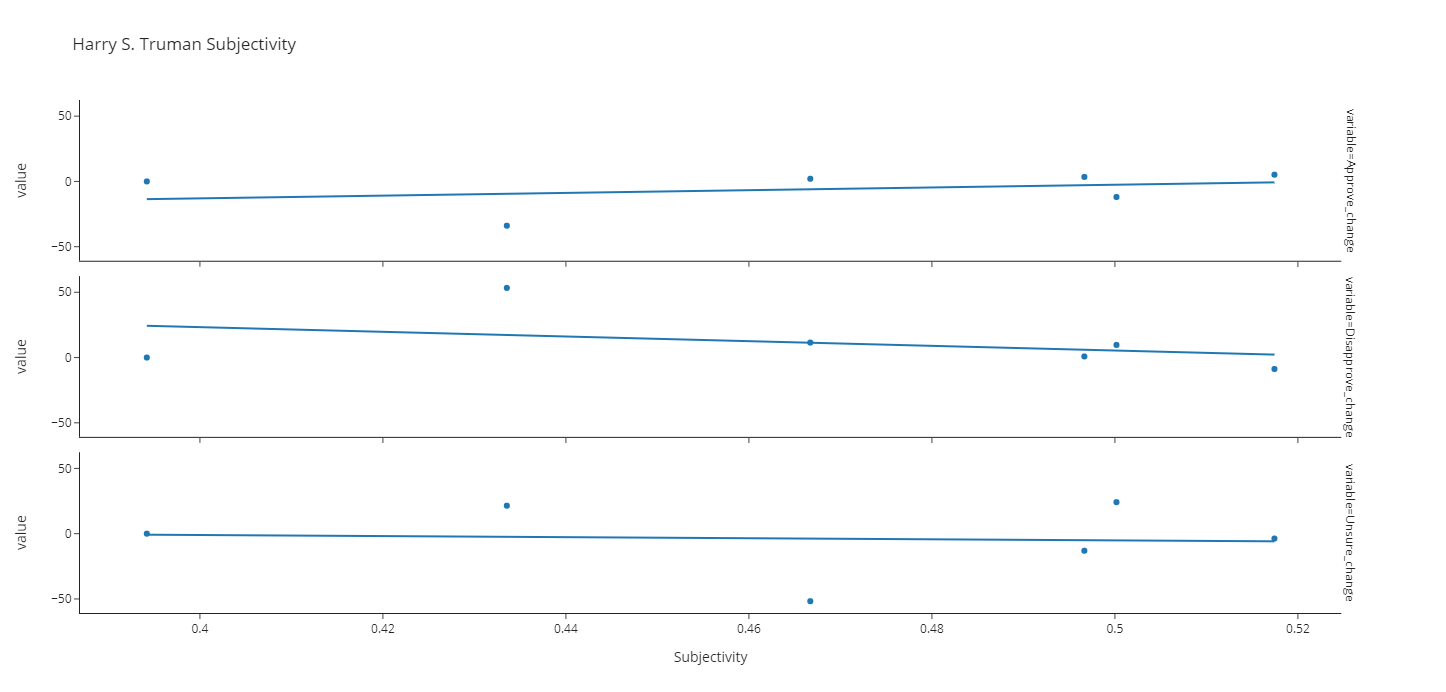 Harry S. Truman Subjectivity
50
0
−50
value
variable=Approve_change
50
0
−50
value
variable=Disapprove_change
50
0
−50
value
variable=Unsure_change
0.4 0.42 0.44 0.46 0.48 0.5 0.52
Subjectivity